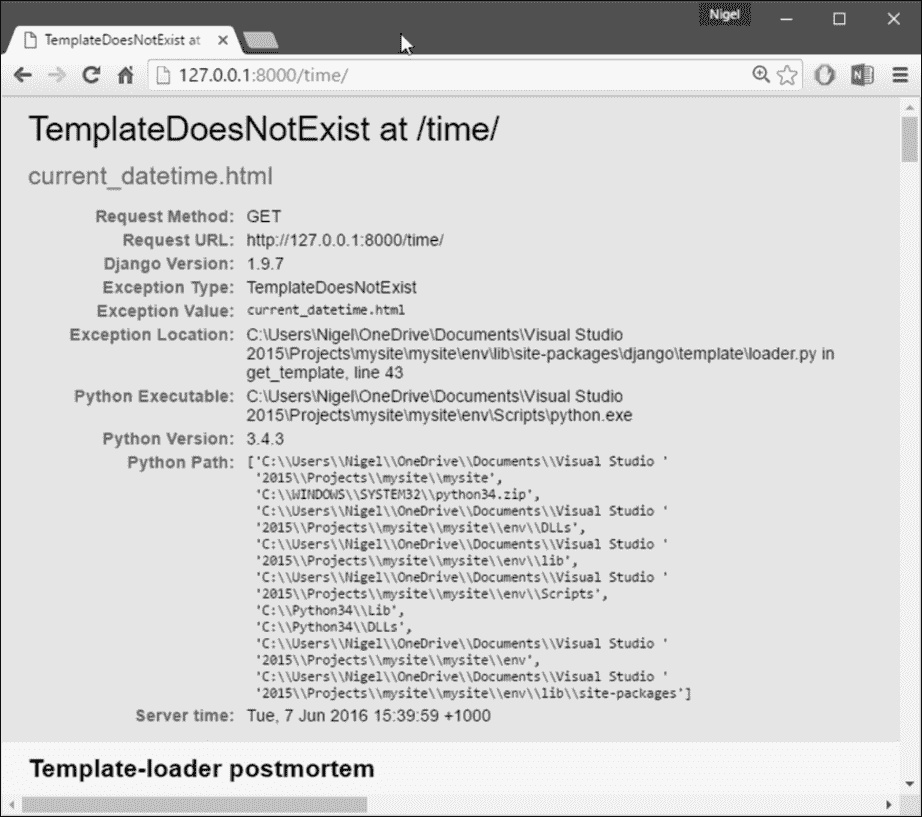 Nigel
TemplateDoesNotExist at
127.0.0.1:8000/time/
TemplateDoesNotExist at /time/
current_datetime.html
Request Method: GET
Request URL: http://127.0.0.1:8000/time/
Django Version: 1.9.7
Exception Type: TemplateDoesNotExist
Exception Value: current_datetime.html
Exception Location: C:\Users\Nigel\OneDrive\Documents\Visual Studio
2015\Projects\mysite\mysite\env\lib\site-packages\django\template\loader.py in
get_template, line 43
Python Executable: C:\Users\Nigel\OneDrive\Documents\Visual Studio
2015\Projects\mysite\mysite\env\Scripts\python.exe
Python Version: 3.4.3
Python Path: ['C:\\Users\\Nigel\\OneDrive\\Documents\\Visual Studio '
'2015\\Projects\\mysite\\mysite',
'C:\\WINDOWS\\SYSTEM32\\python34.zip',
'C:\\Users\\Nigel\\OneDrive\\Documents\\Visual Studio '
'2015\\Projects\\mysite\\mysite\\env\\DLLs',
'C:\\Users\\Nigel\\OneDrive\\Documents\\Visual Studio '
'2015\\Projects\\mysite\\mysite\\env\\lib',
'C:\\Users\\Nigel\\OneDrive\\Documents\\Visual Studio '
'2015\\Projects\\mysite\\mysite\\env\\Scripts',
'C:\\Python34\\Lib',
'C:\\Python34\\DLLs',
'C:\\Users\\Nigel\\OneDrive\\Documents\\Visual Studio '
'2015\\Projects\\mysite\\mysite\\env',
'C:\\Users\\Nigel\\OneDrive\\Documents\\Visual Studio '
'2015\\Projects\\mysite\\mysite\\env\\lib\\site-packages']
Server time: Tue, 7 Jun 2016 15:39:59 +1000
Template-loader postmortem